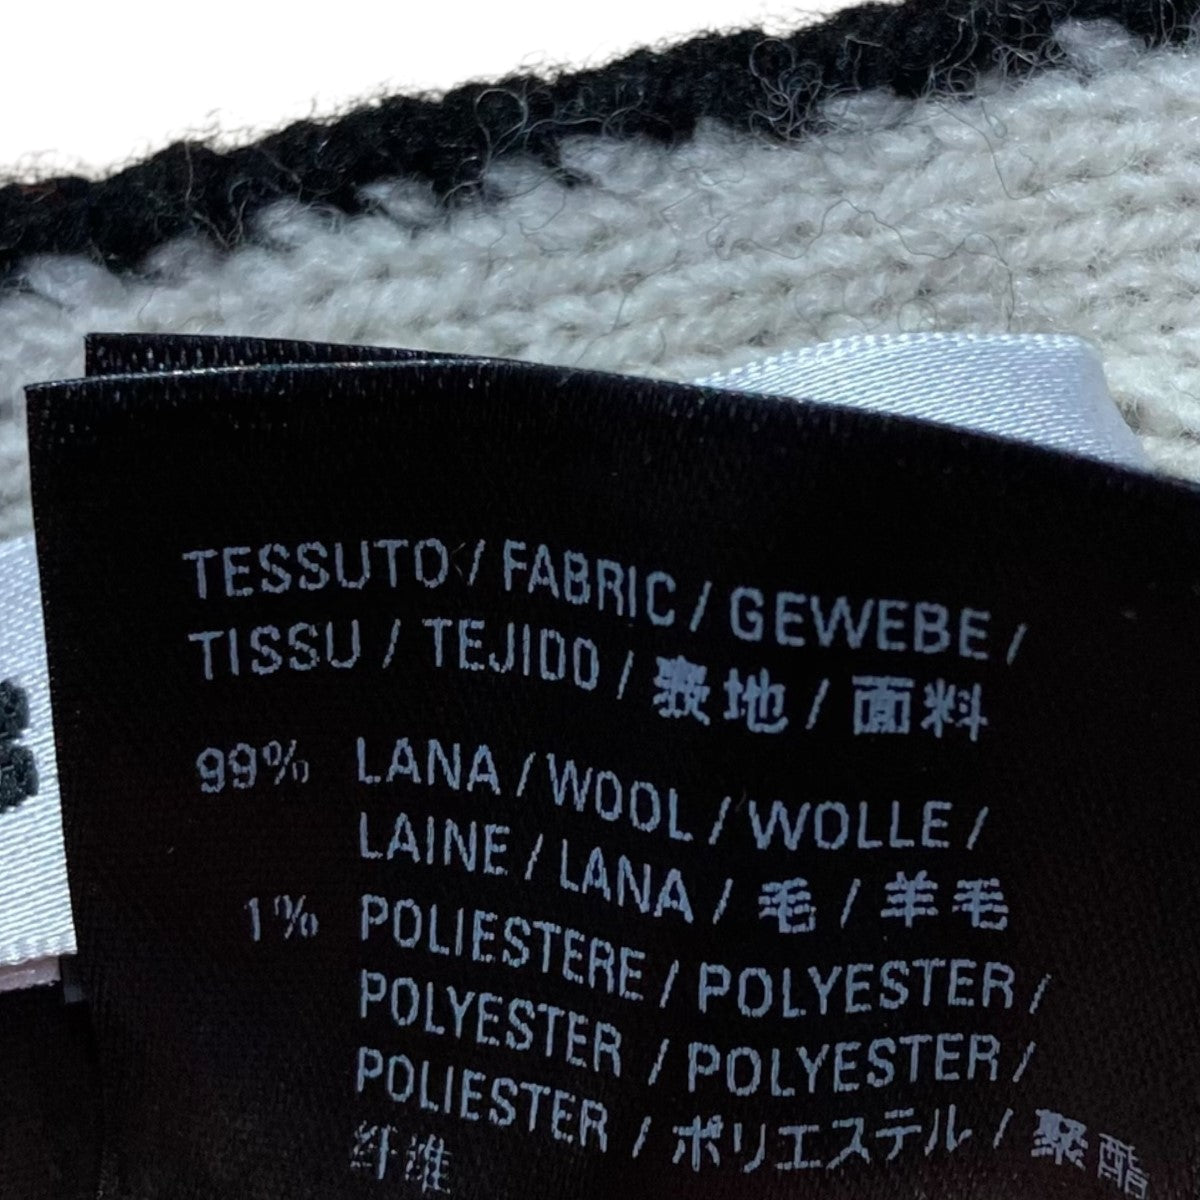 TESSUTO / FABRIC / GEWEBE /
TISSU / TEJIDO / 表地 / 面料
99% LANA / WOOL / WOLLE /
LAINE / LANA / 毛 / 羊毛
1% POLIESTERE / POLYESTER /
POLYESTER / POLYESTER /
POLIESTER / ポリエステル / 聚酯
纤维